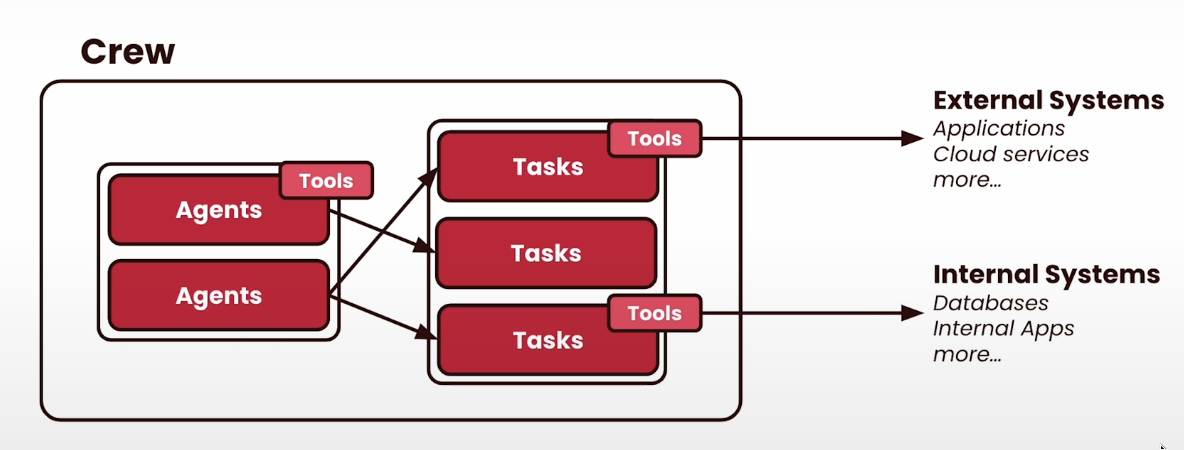 Crew
Tools
Agents
Agents
Tools
Tasks
Tasks
Tools
Tasks
External Systems
Applications
Cloud services
more...
Internal Systems
Databases
Internal Apps
more...